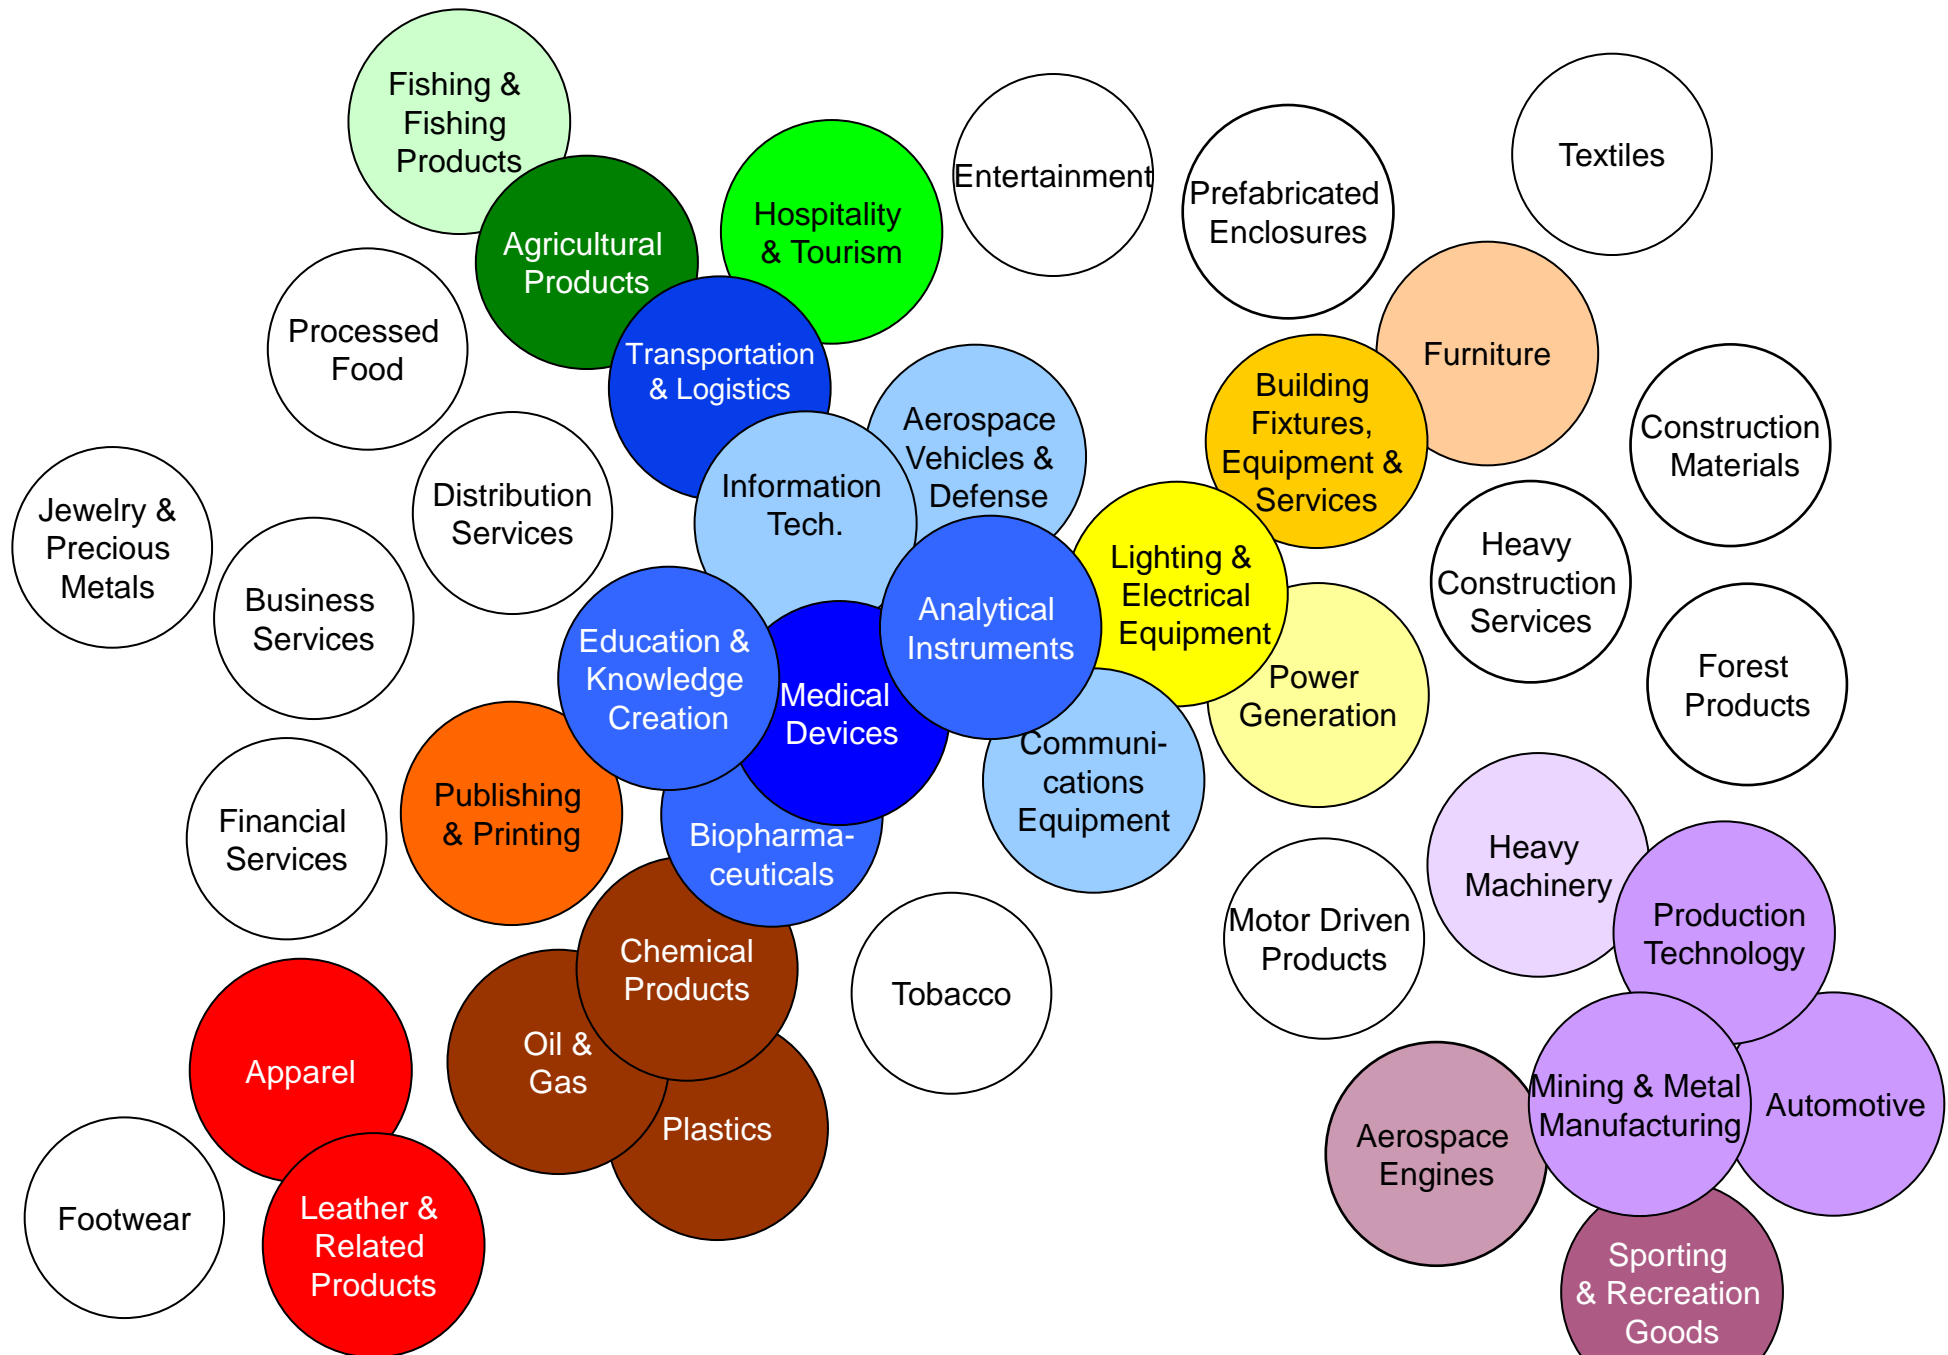 Fishing &
Fishing
Products
Entertainment
Prefabricated
Enclosures
Textiles
Agricultural
Products
Hospitality
& Tourism
Processed
Food
Transportation
& Logistics
Furniture
Building
Fixtures,
Equipment &
Services
Aerospace
Vehicles &
Defense
Construction
Materials
Jewelry &
Precious
Metals
Distribution
Services
Information
Tech.
Business
Services
Lighting &
Electrical
Equipment
Heavy
Construction
Services
Analytical
Instruments
Education &
Knowledge
Creation
Medical
Devices
Power
Generation
Forest
Products
Communi-
cations
Equipment
Financial
Services
Publishing
& Printing
Biopharma-
ceuticals
Heavy
Machinery
Motor Driven
Products
Production
Technology
Chemical
Products
Tobacco
Oil &
Gas
Apparel
Plastics
Mining & Metal
Manufacturing
Automotive
Aerospace
Engines
Footwear
Leather &
Related
Products
Sporting
& Recreation
Goods